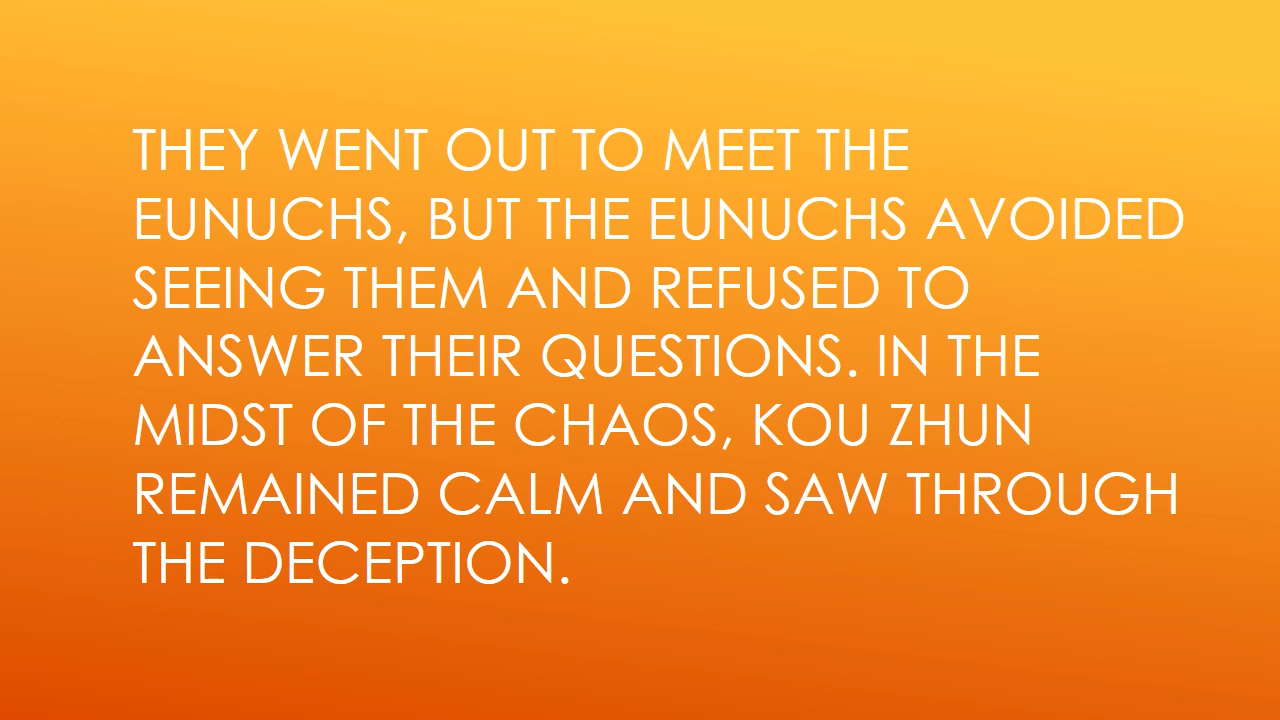 THEY WENT OUT TO MEET THE
EUNUCHS, BUT THE EUNUCHS AVOIDED
SEEING THEM AND REFUSED TO
ANSWER THEIR QUESTIONS. IN THE
MIDST OF THE CHAOS, KOU ZHUN
REMAINED CALM AND SAW THROUGH
THE DECEPTION.